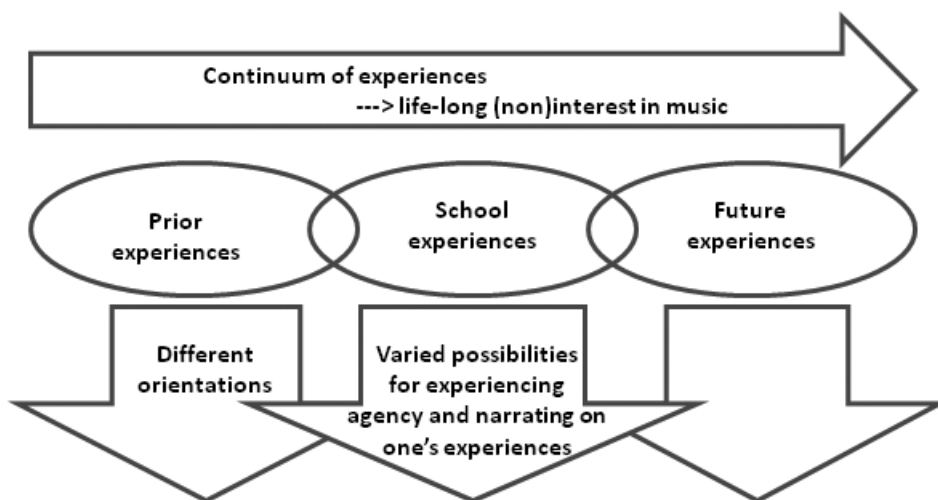 Continuum of experiences
---> life-long (non)interest in music
Prior
experiences
School
experiences
Future
experiences
Different
orientations
Varied possibilities
for experiencing
agency and narrating on
one's experiences